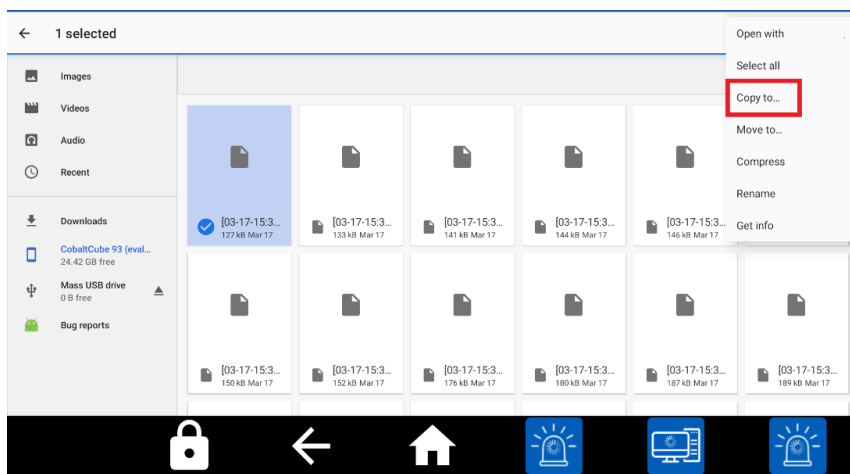 1 selected
Open with
Select all
Copy to...
Move to...
Compress
Rename
Get info
Images
Videos
Audio
Recent
Downloads
CobaltCube 93 (eval...
24.42 GB free
Mass USB drive
0 B free
Bug reports
[03-17-15:3...
127 kB Mar 17
[03-17-15:3...
133 kB Mar 17
[03-17-15:3...
141 kB Mar 17
[03-17-15:3...
144 kB Mar 17
[03-17-15:3...
146 kB Mar 17
[03-17-15:3...
150 kB Mar 17
[03-17-15:3...
152 kB Mar 17
[03-17-15:3...
176 kB Mar 17
[03-17-15:3...
180 kB Mar 17
[03-17-15:3...
187 kB Mar 17
[03-17-15:3...
189 kB Mar 17